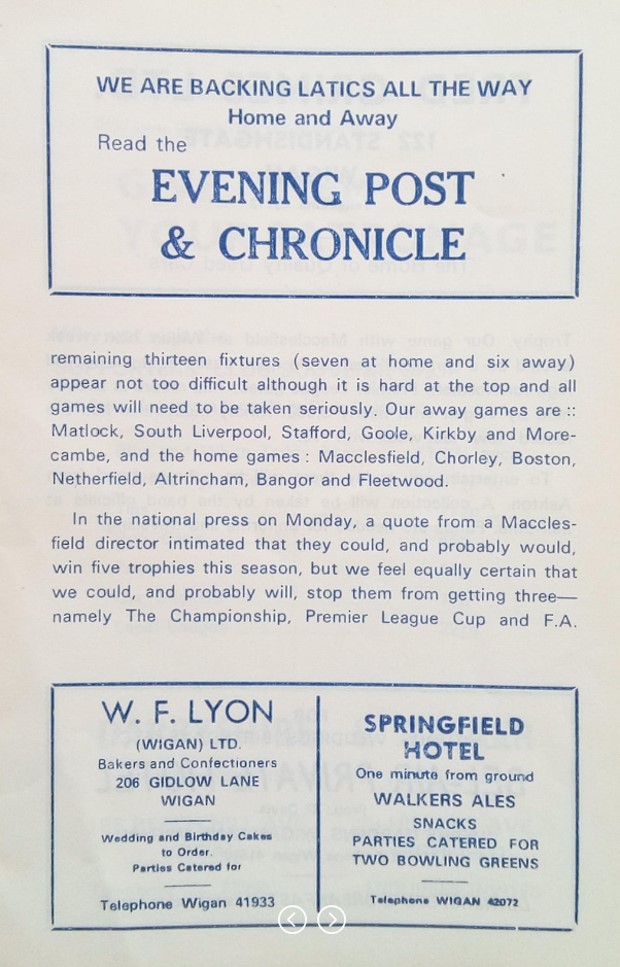 WE ARE BACKING LATICS ALL THE WAY
Home and Away
Read the
EVENING POST
& CHRONICLE
remaining thirteen fixtures (seven at home and six away)
appear not too difficult although it is hard at the top and all
games will need to be taken seriously. Our away games are ::
Matlock, South Liverpool, Stafford, Goole, Kirkby and More-
cambe, and the home games : Macclesfield, Chorley, Boston,
Netherfield, Altrincham, Bangor and Fleetwood.
In the national press on Monday, a quote from a Maccles-
field director intimated that they could, and probably would,
win five trophies this season, but we feel equally certain that
we could, and probably will, stop them from getting three—
namely The Championship, Premier League Cup and F.A.
W. F. LYON
(WIGAN) LTD.
Bakers and Confectioners
206 GIDLOW LANE
WIGAN
Wedding and Birthday Cakes
to Order.
Parties Catered for
Telephone Wigan 41933
SPRINGFIELD
HOTEL
One minute from ground
WALKERS ALES
SNACKS
PARTIES CATERED FOR
TWO BOWLING GREENS
Telephone WIGAN 42072